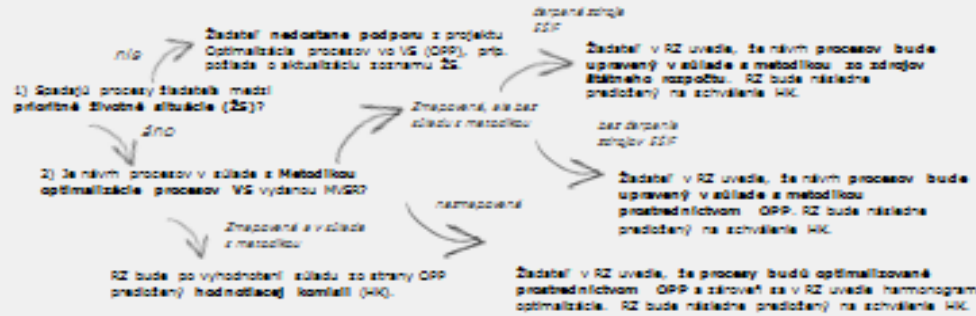 čerpané zdroje
EŠIF
Žiadateľ nedostane podporu z projektu
Optimalizácia procesov vo VS (OPP), príp.
požiada o aktualizáciu zoznamu ŽS.
nie
Žiadateľ v RZ uvedie, že návrh procesov bude
upravený v súlade s metodikou zo zdrojov
štátneho rozpočtu. RZ bude následne
predložený na schválenie HK.
1) Spadajú procesy žiadateľa medzi
prioritné životné situácie (ŽS)?
Zmapované, ale bez
súladu s metodikou
áno
bez čerpania
zdrojov EŠIF
2) Je návrh procesov v súlade s Metodikou
optimalizácie procesov VS vydanou MVSR?
Žiadateľ v RZ uvedie, že návrh procesov bude
upravený v súlade s metodikou
prostredníctvom OPP. RZ bude následne
predložený na schválenie HK.
nezmapované
Zmapované a v súlade
s metodikou
RZ bude po vyhodnotení súladu zo strany OPP
predložený hodnotiacej komisii (HK).
Žiadateľ v RZ uvedie, že procesy budú optimalizované
prostredníctvom OPP a zároveň sa v RZ uvedie harmonogram
optimalizácie. RZ bude následne predložený na schválenie HK.